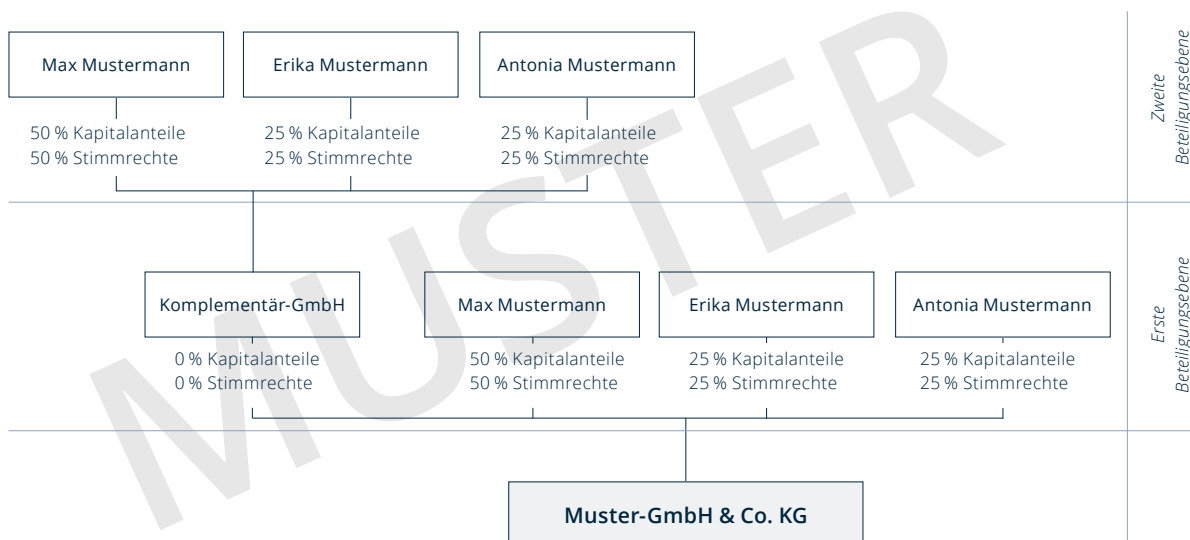 Max Mustermann
Erika Mustermann
Antonia Mustermann
50 % Kapitalanteile
50 % Stimmrechte
25 % Kapitalanteile
25 % Stimmrechte
25 % Kapitalanteile
25 % Stimmrechte
Zweite
Beteiligungsebene
Komplementär-GmbH
Max Mustermann
Erika Mustermann
Antonia Mustermann
0 % Kapitalanteile
0 % Stimmrechte
50 % Kapitalanteile
50 % Stimmrechte
25 % Kapitalanteile
25 % Stimmrechte
25 % Kapitalanteile
25 % Stimmrechte
Erste
Beteiligungsebene
Muster-GmbH & Co. KG
MUSTER